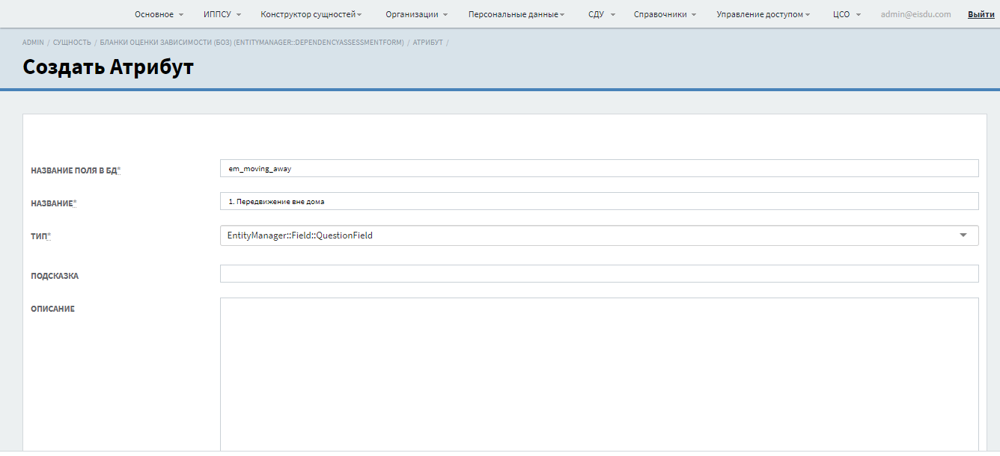 Основное ИППСУ Конструктор сущностей Организации Персональные данные СДУ Справочники Управление доступом ЦСО admin@eisdu.com Выйти
ADMIN / СУЩНОСТЬ / БЛАНКИ ОЦЕНКИ ЗАВИСИМОСТИ (БОЗ) (ENTITYMANAGER::DEPENDENCYASSESSMENTFORM) / АТРИБУТ /
Создать Атрибут
НАЗВАНИЕ ПОЛЯ В БД* em_moving_away
НАЗВАНИЕ* 1. Передвижение вне дома
ТИП* EntityManager::Field::QuestionField
ПОДСКАЗКА
ОПИСАНИЕ